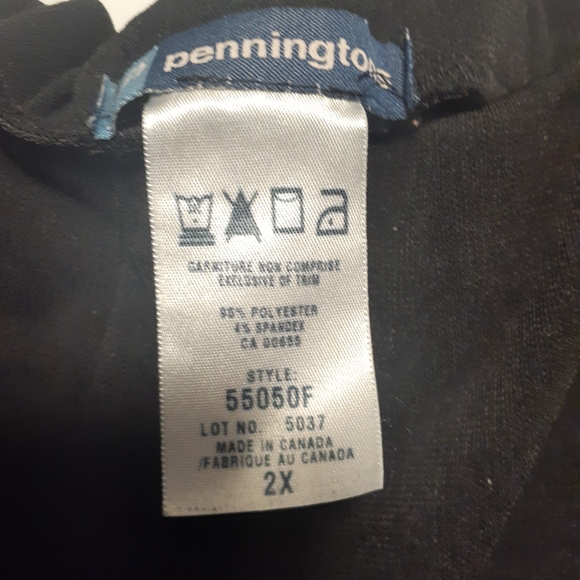 penningtons
GARNITURE NON COMPRISE
EXCLUSIVE OF TRIM
96% POLYESTER
4% SPANDEX
CA 00655
STYLE:
55050F
LOT NO. 5037
MADE IN CANADA
/FABRIQUE AU CANADA
2X